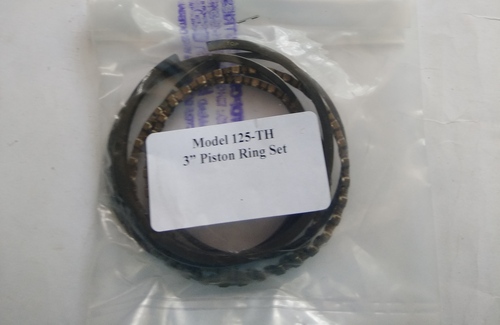 Model 125-TH
3” Piston Ring Set